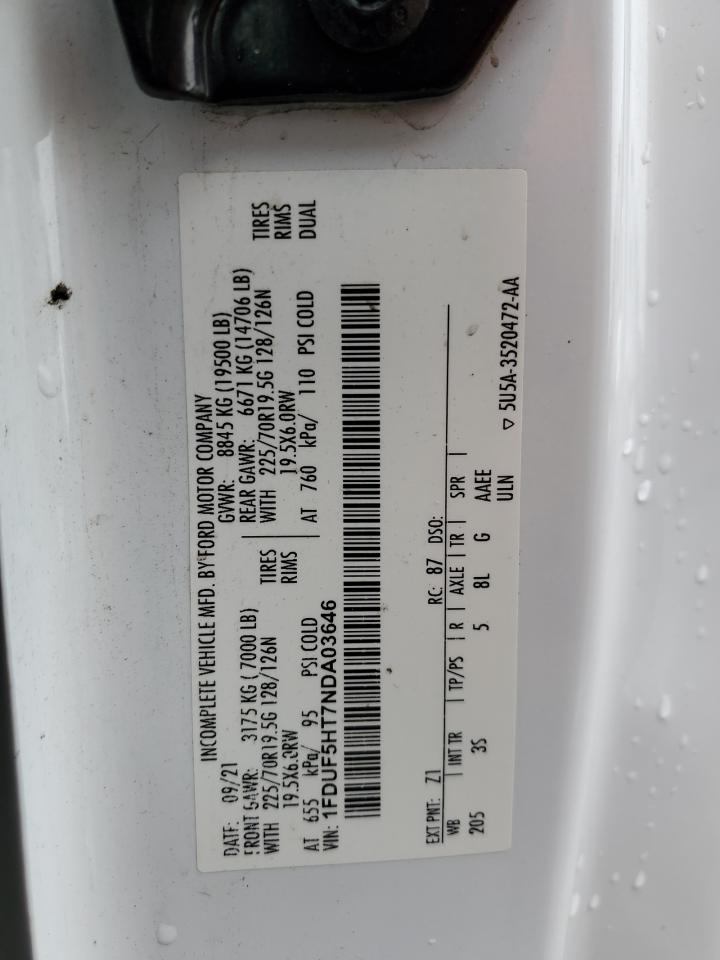 INCOMPLETE VEHICLE MFD. BY FORD MOTOR COMPANY
DATE: 09/21 GVWR: 8845 KG (19500 LB)
FRONT GAWR: 3175 KG ( 7000 LB) REAR GAWR: 6671 KG (14706 LB)
WITH 225/70R19.5G 128/126N TIRES WITH 225/70R19.5G 128/126N TIRES
19.5X6.0RW RIMS 19.5X6.0RW RIMS
AT 655 kPa/ 95 PSI COLD AT 760 kPa/ 110 PSI COLD DUAL
VIN: 1FDUF5HT7NDA03646
EXT PNT: Z1 RC: 87 DSO:
WB INT TR TP/PS R AXLE TR SPR
205 3S 5 8L G AAEE
ULN
▽ 5U5A-3520472-AA